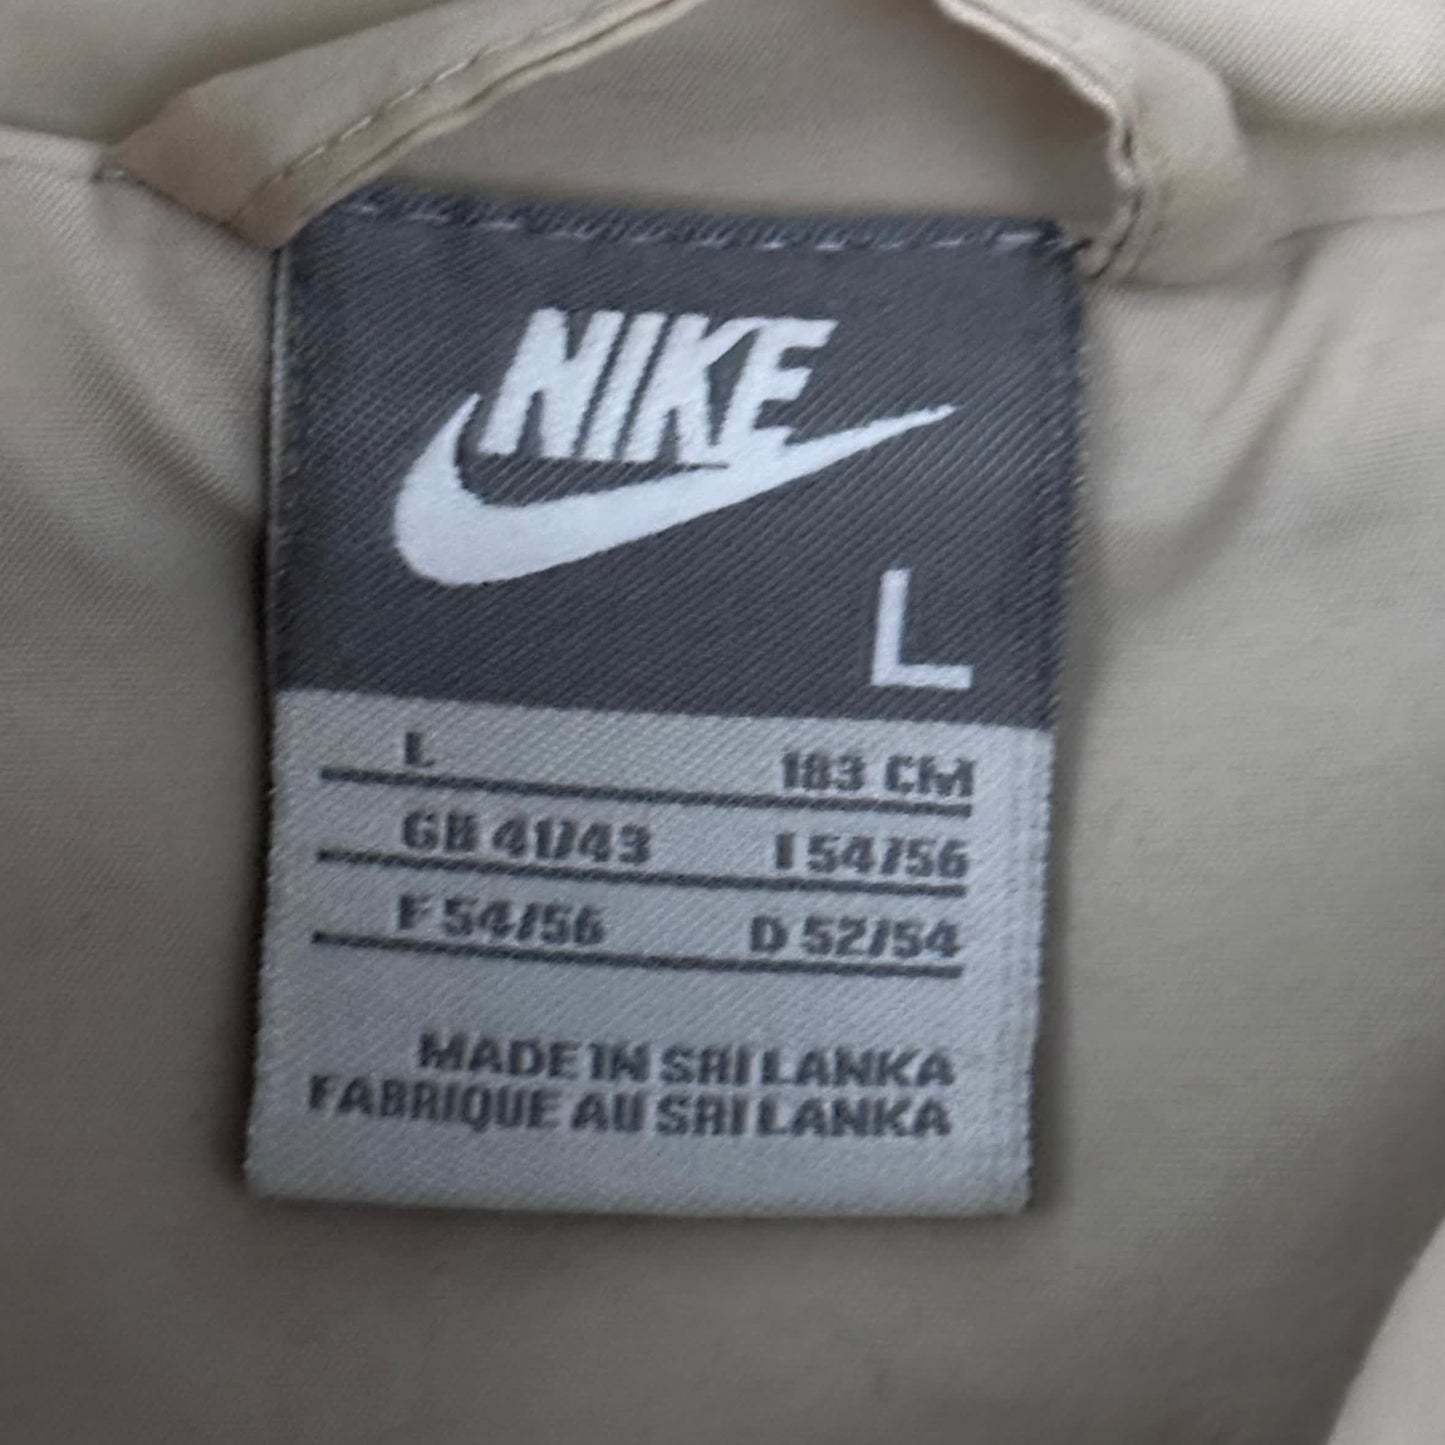 NIKE
L
L 183 CM
GB 41/43 I 54/56
F 54/56 D 52/54
MADE IN SRI LANKA
FABRIQUE AU SRI LANKA